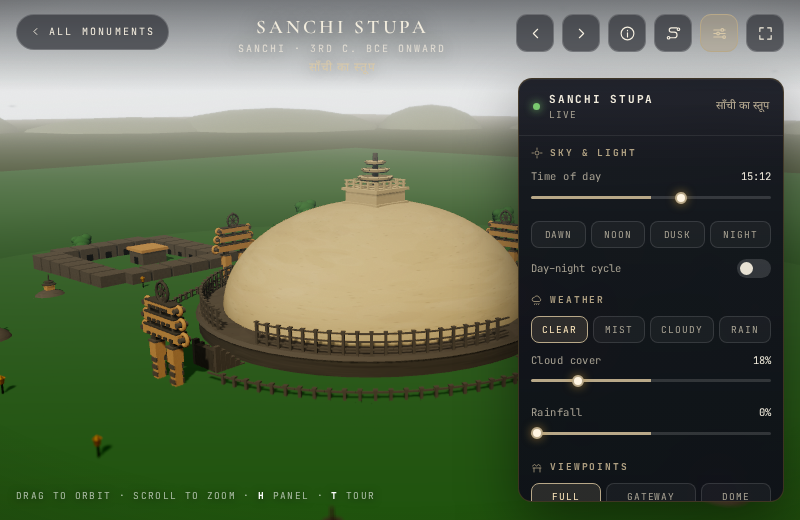 ALL MONUMENTS
SANCHI STUPA
SANCHI · 3RD C. BCE ONWARD
साँची का स्तूप
SANCHI STUPA
LIVE
साँची का स्तूप
SKY & LIGHT
Time of day 15:12
DAWN NOON DUSK NIGHT
Day-night cycle
WEATHER
CLEAR MIST CLOUDY RAIN
Cloud cover 18%
Rainfall 0%
VIEWPOINTS
FULL GATEWAY DOME
DRAG TO ORBIT · SCROLL TO ZOOM · H PANEL · T TOUR